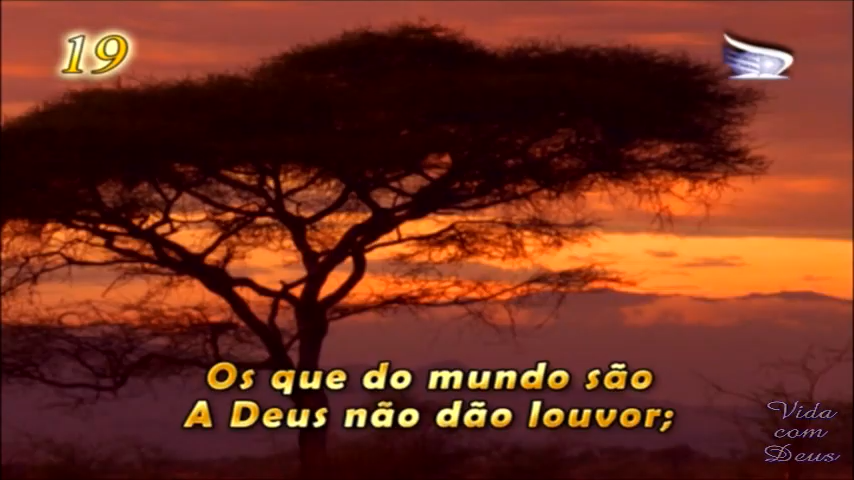 19
Os que do mundo são
A Deus não dão louvor;
Vida
com
Deus